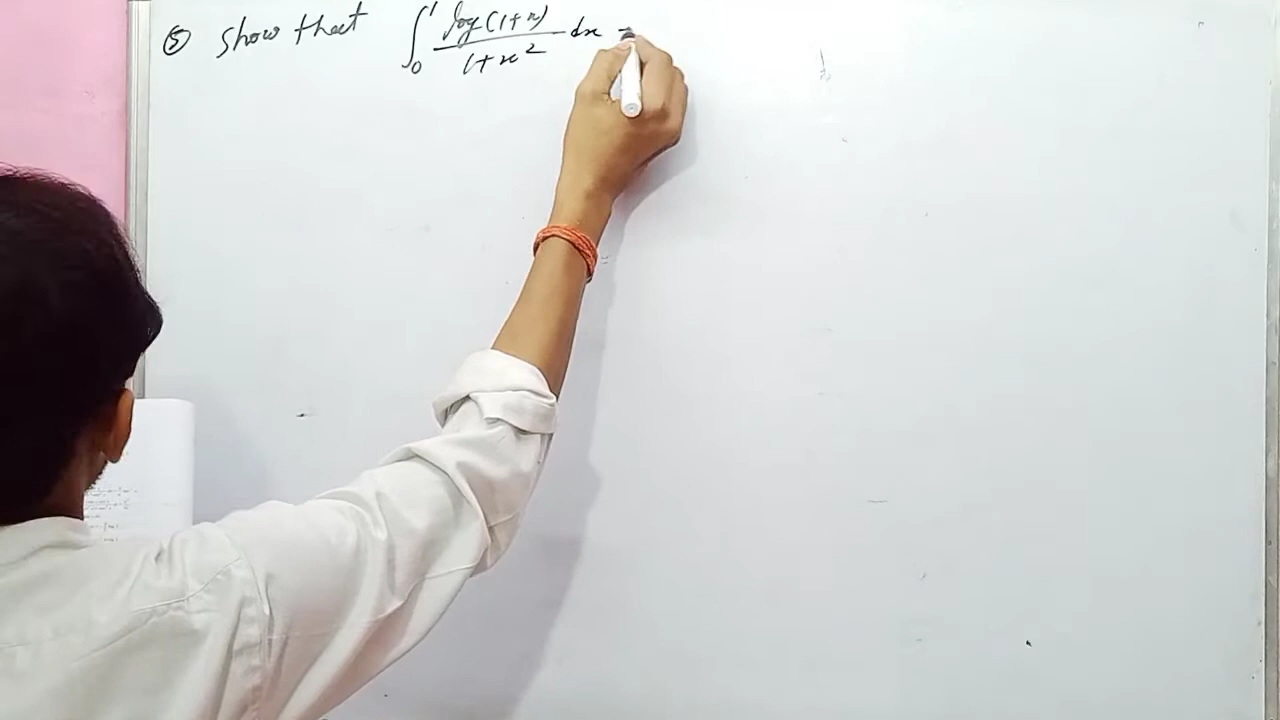 ⑤ Show that ∫₀¹ log(1+x)/1+x² dx =